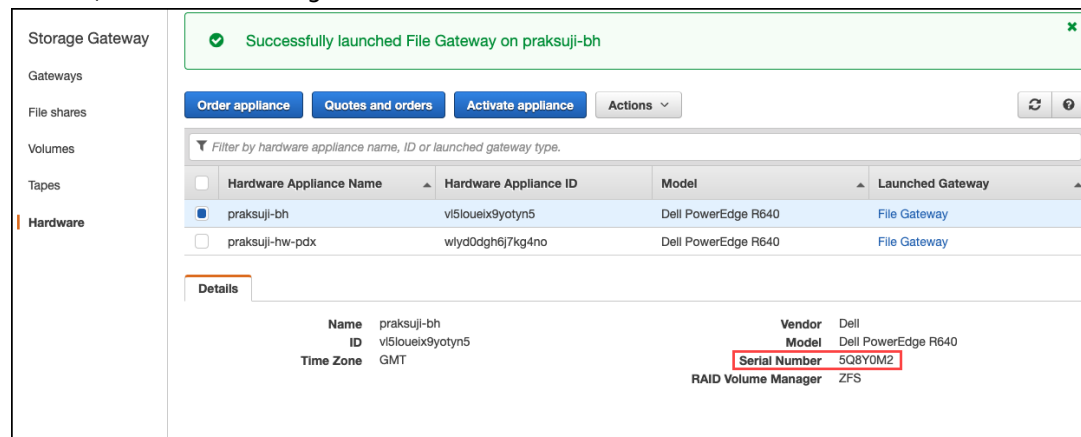 Storage Gateway
Gateways
File shares
Volumes
Tapes
Hardware
Successfully launched File Gateway on praksuji-bh
Order appliance Quotes and orders Activate appliance Actions
Filter by hardware appliance name, ID or launched gateway type.
Hardware Appliance Name Hardware Appliance ID Model Launched Gateway
praksuji-bh vl5loueix9yotyn5 Dell PowerEdge R640 File Gateway
praksuji-hw-pdx wlyd0dgh6j7kg4no Dell PowerEdge R640 File Gateway
Details
Name praksuji-bh
ID vl5loueix9yotyn5
Time Zone GMT
Vendor Dell
Model Dell PowerEdge R640
Serial Number 5Q8Y0M2
RAID Volume Manager ZFS